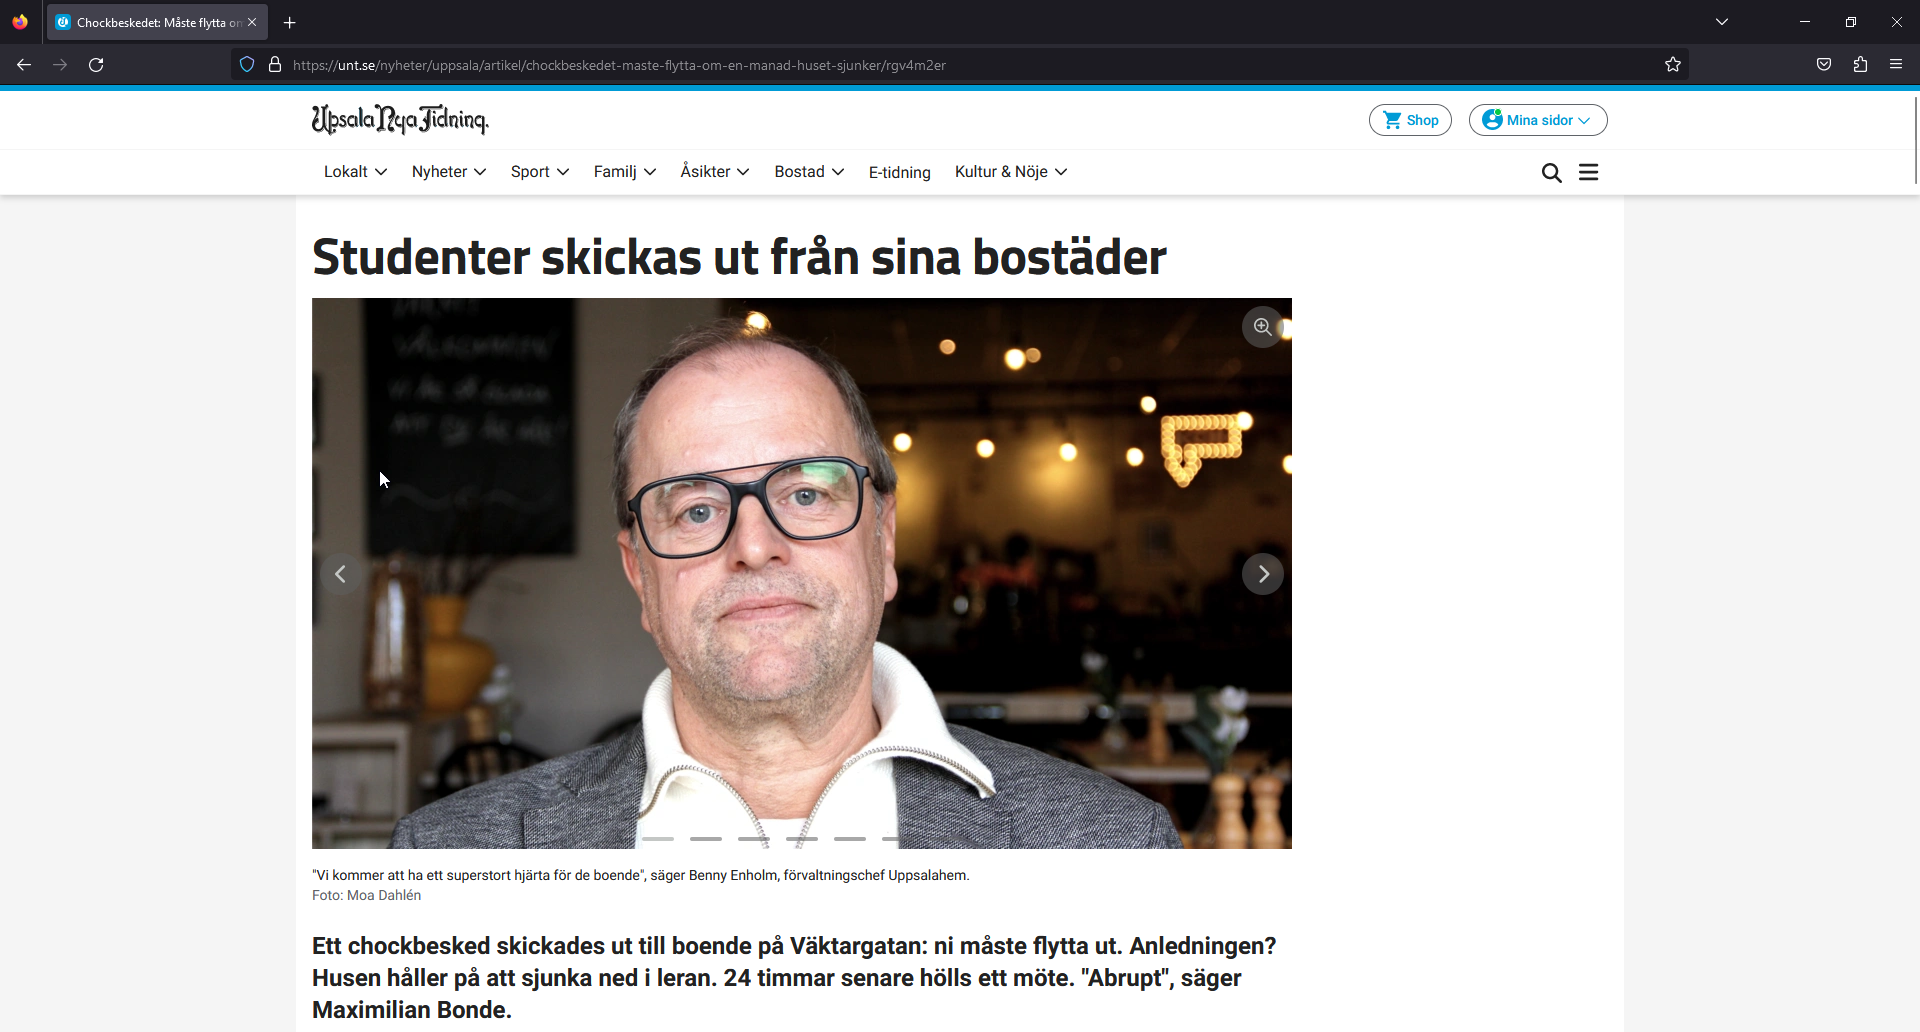 Chockbeskedet: Måste flytta om
https://unt.se/nyheter/uppsala/artikel/chockbeskedet-maste-flytta-om-en-manad-huset-sjunker/rgv4m2er
Upsala Nya Tidning.
Shop
Mina sidor
Lokalt Nyheter Sport Familj Åsikter Bostad E-tidning Kultur & Nöje
Studenter skickas ut från sina bostäder
"Vi kommer att ha ett superstort hjärta för de boende", säger Benny Enholm, förvaltningschef Uppsalahem.
Foto: Moa Dahlén
Ett chockbesked skickades ut till boende på Väktargatan: ni måste flytta ut. Anledningen?
Husen håller på att sjunka ned i leran. 24 timmar senare hölls ett möte. "Abrupt", säger
Maximilian Bonde.